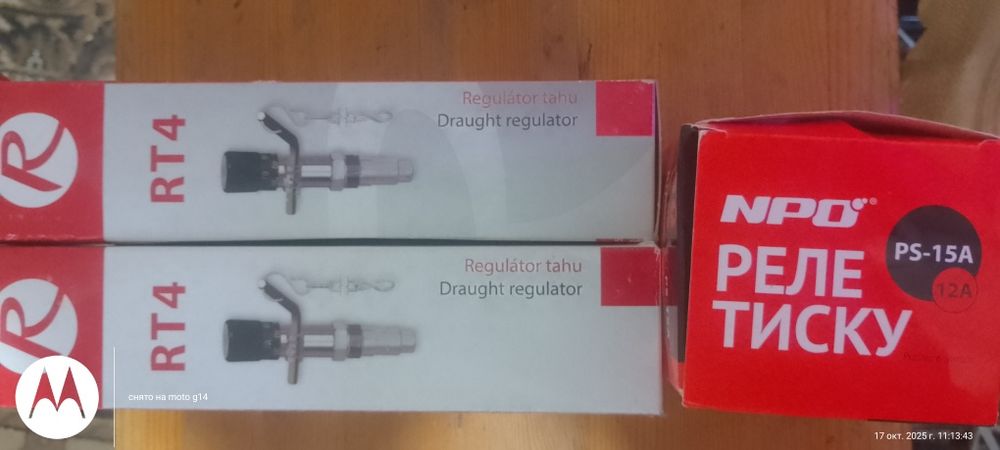 R
RT4
Regulátor tahu
Draught regulator
R
RT4
Regulátor tahu
Draught regulator
NPO®
PS-15A
12A
РЕЛЕ
ТИСКУ
снято на moto g14
17 окт. 2025 г. 11:13:43